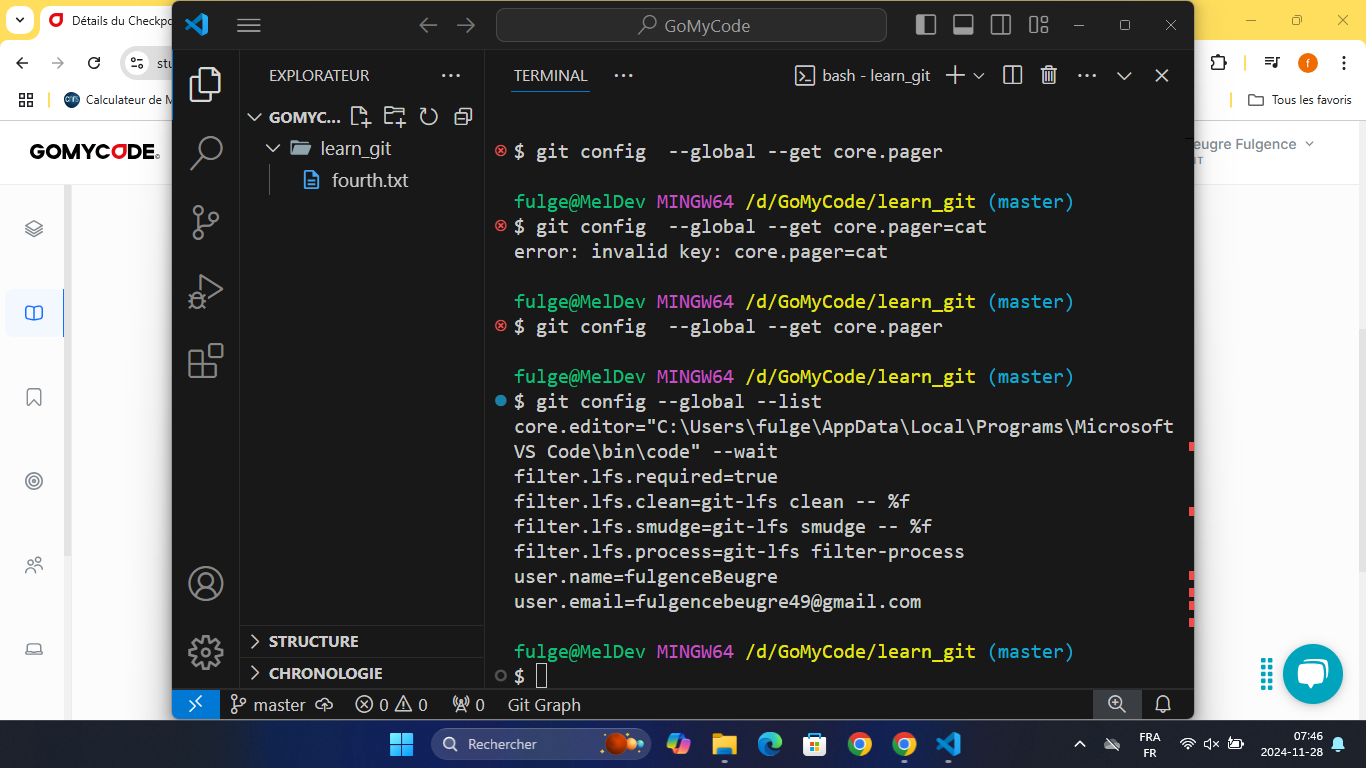 Détails du Checkpo
GoMyCode
stu
Calculateur de M
Tous les favoris
f
GOMYCODE
eugre Fulgence
NT
EXPLORATEUR
GOMYC...
learn_git
fourth.txt
STRUCTURE
CHRONOLOGIE
TERMINAL
bash - learn_git
$ git config  --global --get core.pager
fulge@MelDev MINGW64 /d/GoMyCode/learn_git (master)
$ git config  --global --get core.pager=cat
error: invalid key: core.pager=cat
fulge@MelDev MINGW64 /d/GoMyCode/learn_git (master)
$ git config  --global --get core.pager
fulge@MelDev MINGW64 /d/GoMyCode/learn_git (master)
$ git config --global --list
core.editor="C:\Users\fulge\AppData\Local\Programs\Microsoft
VS Code\bin\code" --wait
filter.lfs.required=true
filter.lfs.clean=git-lfs clean -- %f
filter.lfs.smudge=git-lfs smudge -- %f
filter.lfs.process=git-lfs filter-process
user.name=fulgenceBeugre
user.email=fulgencebeugre49@gmail.com
fulge@MelDev MINGW64 /d/GoMyCode/learn_git (master)
$
master 0 0 0 Git Graph
Rechercher
FRA
FR
07:46
2024-11-28